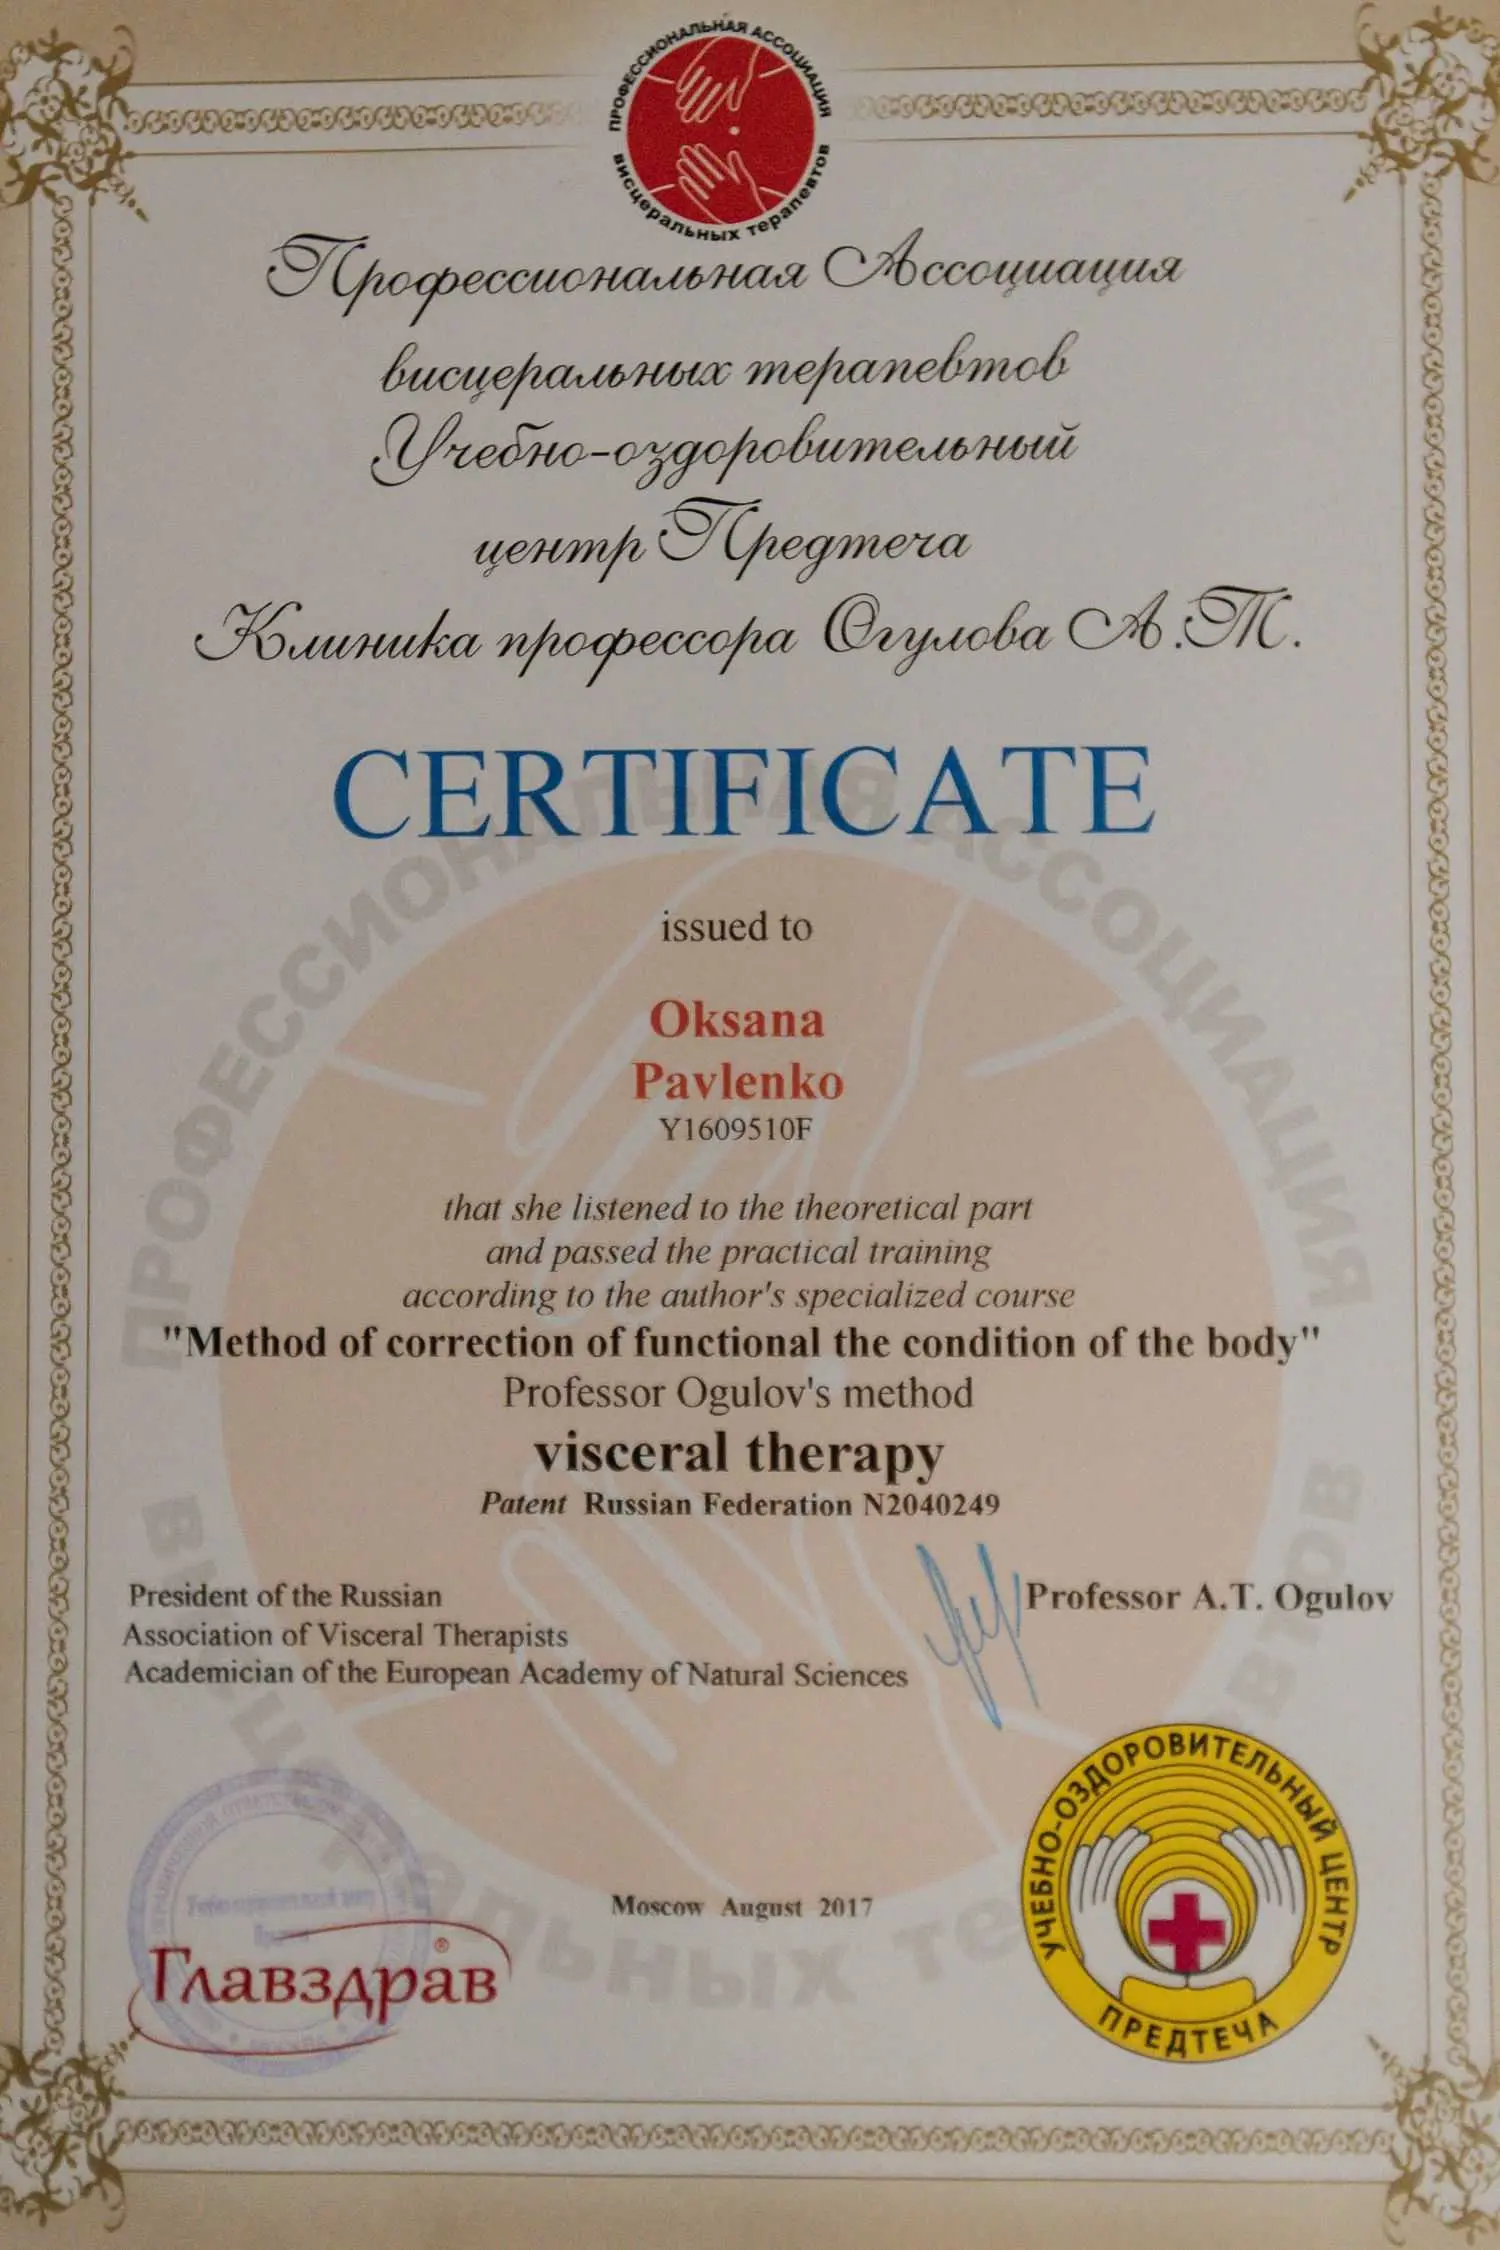 ПРОФЕССИОНАЛЬНАЯ АССОЦИАЦИЯ
висцеральных терапевтов
Профессиональная Ассоциация
висцеральных терапевтов
Учебно-оздоровительный
центр Предтеча
Клиника профессора Огулова А.Т.
CERTIFICATE
issued to
Oksana
Pavlenko
Y1609510F
that she listened to the theoretical part
and passed the practical training
according to the author's specialized course
"Method of correction of functional the condition of the body"
Professor Ogulov's method
visceral therapy
Patent Russian Federation N2040249
President of the Russian
Association of Visceral Therapists
Academician of the European Academy of Natural Sciences
Professor A.T. Ogulov
Moscow August 2017
Главздрав®
УЧЕБНО-ОЗДОРОВИТЕЛЬНЫЙ ЦЕНТР
ПРЕДТЕЧА
ПРОФЕССИОНАЛЬНАЯ АССОЦИАЦИЯ